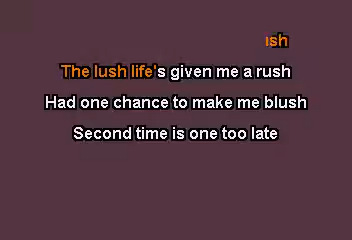 ush
The lush life's given me a rush
Had one chance to make me blush
Second time is one too late